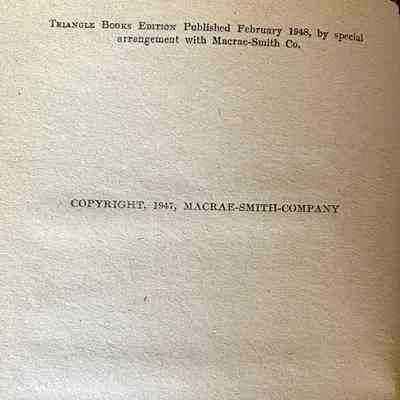 Triangle Books Edition Published February 1948, by special
arrangement with Macrae-Smith Co.
COPYRIGHT, 1947, MACRAE-SMITH-COMPANY